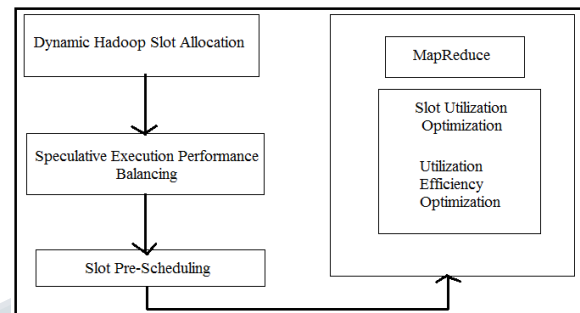 Dynamic Hadoop Slot Allocation
Speculative Execution Performance
Balancing
Slot Pre-Scheduling
MapReduce
Slot Utilization
Optimization
Utilization
Efficiency
Optimization